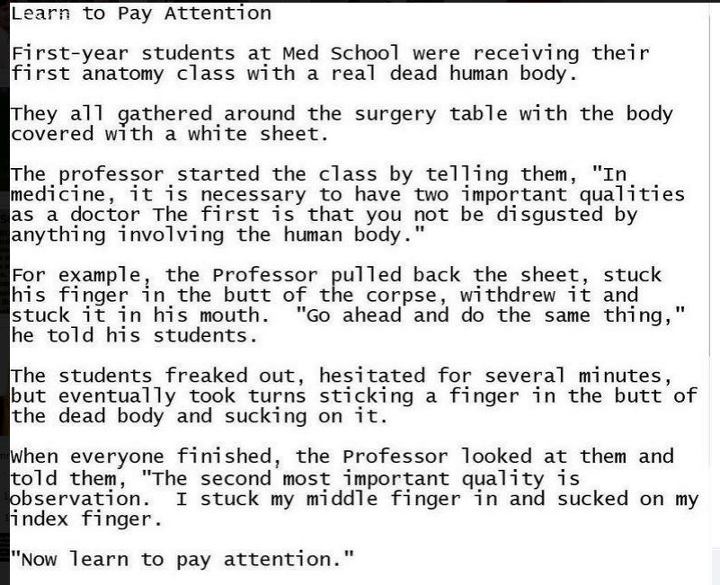 Learn to Pay Attention
First-year students at Med School were receiving their
first anatomy class with a real dead human body.
They all gathered around the surgery table with the body
covered with a white sheet.
The professor started the class by telling them, "In
medicine, it is necessary to have two important qualities
as a doctor The first is that you not be disgusted by
anything involving the human body."
For example, the Professor pulled back the sheet, stuck
his finger in the butt of the corpse, withdrew it and
stuck it in his mouth.  "Go ahead and do the same thing,"
he told his students.
The students freaked out, hesitated for several minutes,
but eventually took turns sticking a finger in the butt of
the dead body and sucking on it.
When everyone finished, the Professor looked at them and
told them, "The second most important quality is
observation.  I stuck my middle finger in and sucked on my
index finger.
"Now learn to pay attention."